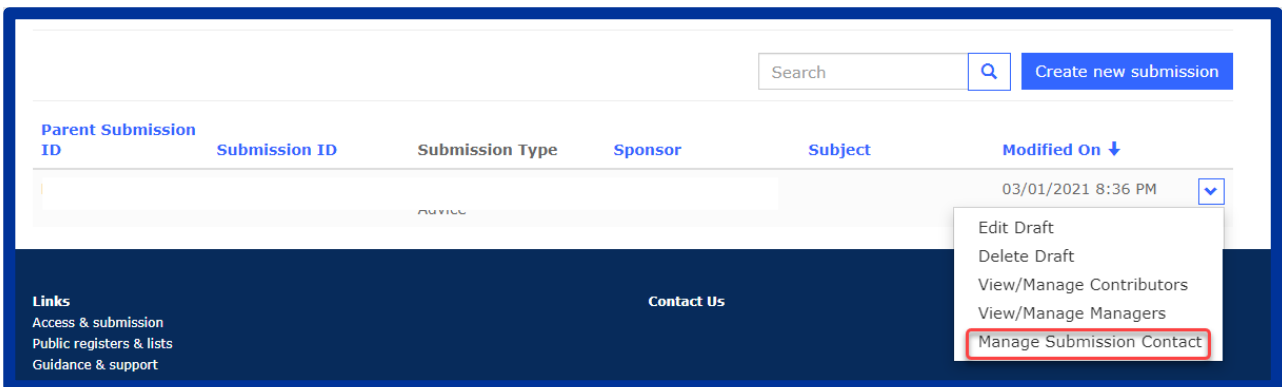 Search
Create new submission
Parent Submission
ID
Submission ID
Submission Type
Sponsor
Subject
Modified On
03/01/2021 8:36 PM
Advice
Edit Draft
Delete Draft
View/Manage Contributors
View/Manage Managers
Manage Submission Contact
Links
Access & submission
Public registers & lists
Guidance & support
Contact Us